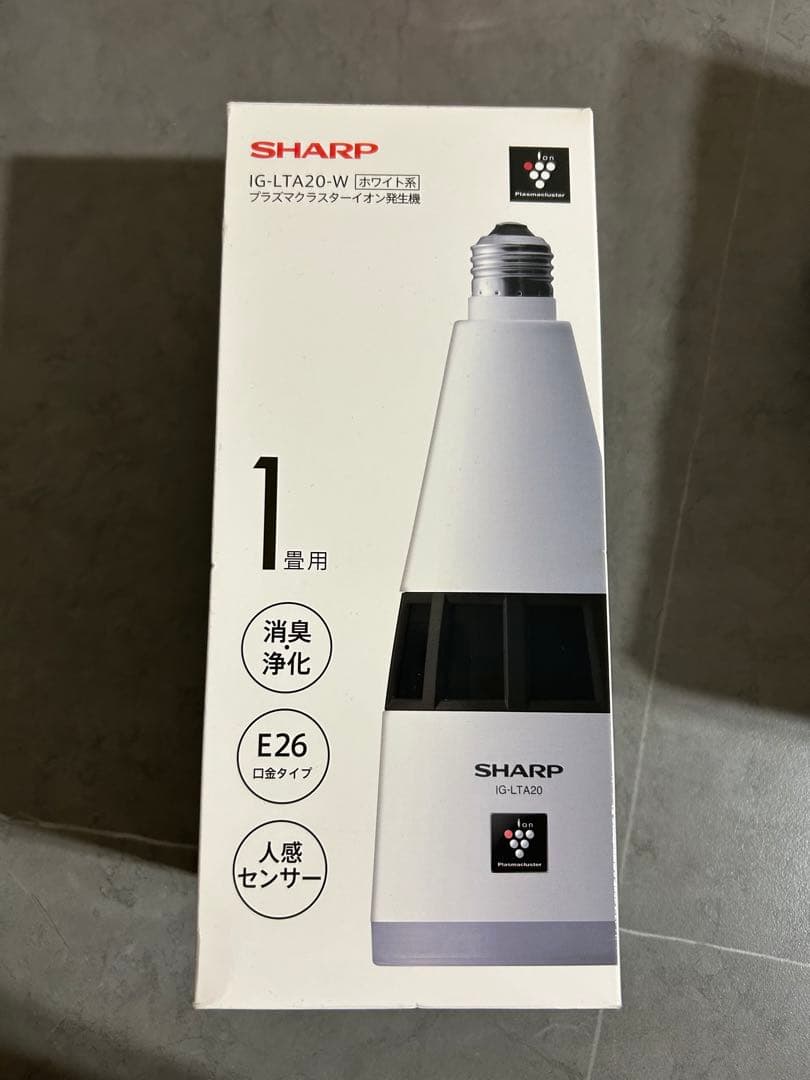 SHARP
IG-LTA20-W ホワイト系
プラズマクラスターイオン発生機
Ion
Plasmacluster
1畳用
消臭・
浄化
E26
口金タイプ
人感
センサー
SHARP
IG-LTA20
Ion
Plasmacluster